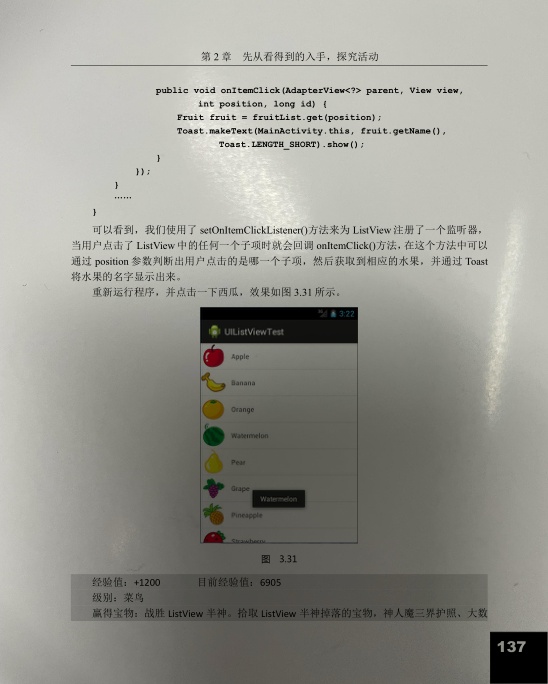 第 2 章　先从看得到的入手，探究活动
public void onItemClick(AdapterView<?> parent, View view,
int position, long id) {
Fruit fruit = fruitList.get(position);
Toast.makeText(MainActivity.this, fruit.getName(),
Toast.LENGTH_SHORT).show();
}
});
}
……
}
可以看到，我们使用了 setOnItemClickListener()方法来为 ListView 注册了一个监听器，
当用户点击了 ListView 中的任何一个子项时就会回调 onItemClick()方法，在这个方法中可以
通过 position 参数判断出用户点击的是哪一个子项，然后获取到相应的水果，并通过 Toast
将水果的名字显示出来。
重新运行程序，并点击一下西瓜，效果如图 3.31 所示。
3:22
UIListViewTest
Apple
Banana
Orange
Watermelon
Pear
Grape
Watermelon
Pineapple
Strawberry
图 3.31
经验值：+1200　目前经验值：6905
级别：菜鸟
赢得宝物：战胜 ListView 半神。拾取 ListView 半神掉落的宝物，神人魔三界护照、大数
137